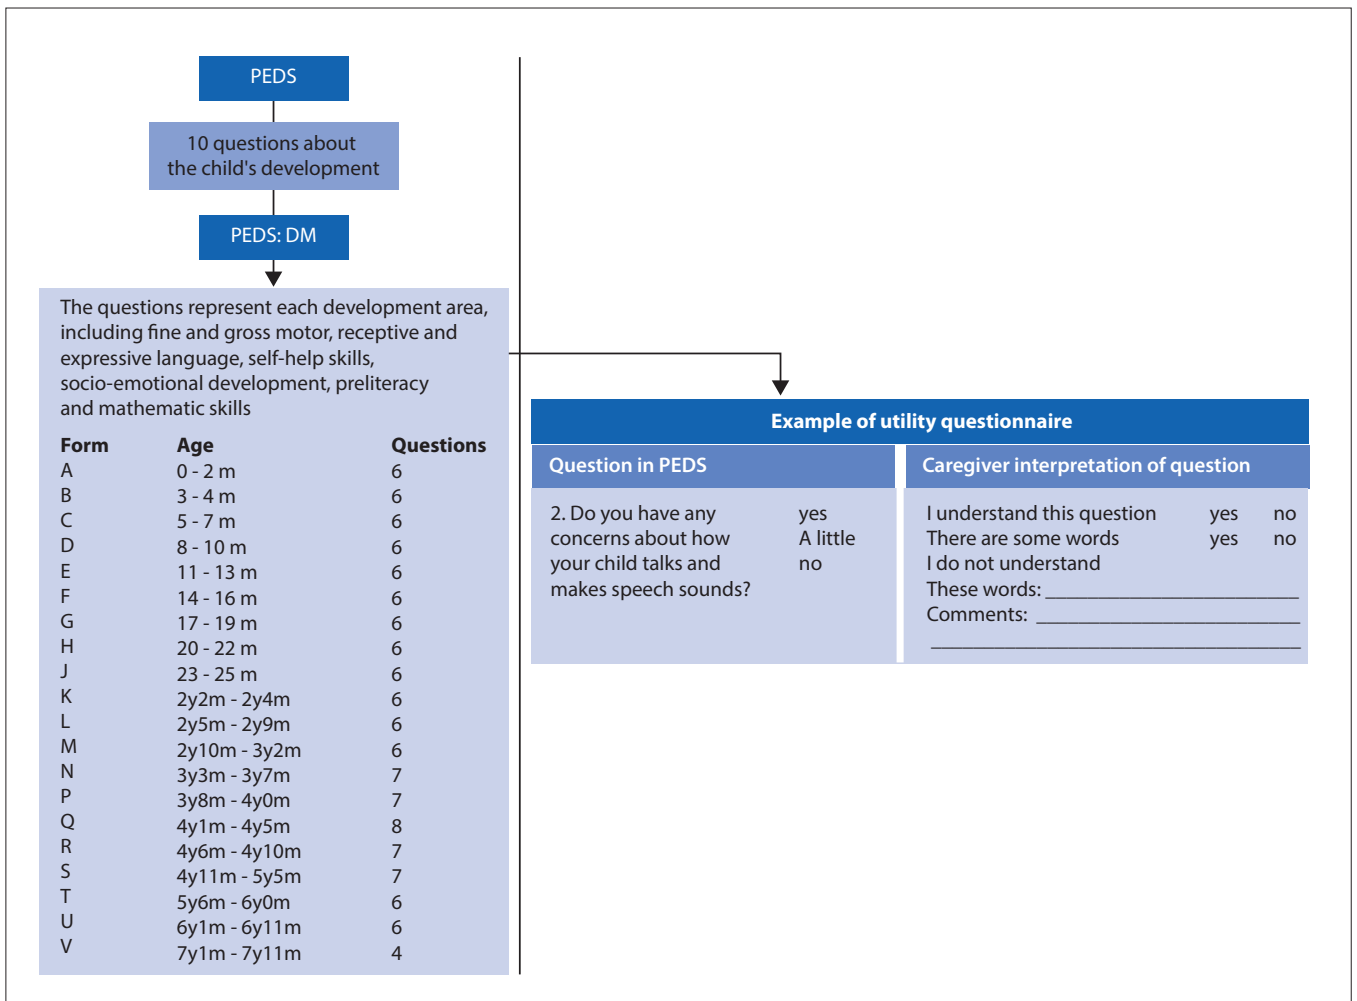 PEDS
10 questions about
the child's development
PEDS: DM
The questions represent each development area,
including fine and gross motor, receptive and
expressive language, self-help skills,
socio-emotional development, preliteracy
and mathematic skills
Form Age Questions
A 0 - 2 m 6
B 3 - 4 m 6
C 5 - 7 m 6
D 8 - 10 m 6
E 11 - 13 m 6
F 14 - 16 m 6
G 17 - 19 m 6
H 20 - 22 m 6
J 23 - 25 m 6
K 2y2m - 2y4m 6
L 2y5m - 2y9m 6
M 2y10m - 3y2m 6
N 3y3m - 3y7m 7
P 3y8m - 4y0m 7
Q 4y1m - 4y5m 8
R 4y6m - 4y10m 7
S 4y11m - 5y5m 7
T 5y6m - 6y0m 6
U 6y1m - 6y11m 6
V 7y1m - 7y11m 4
Example of utility questionnaire
Question in PEDS Caregiver interpretation of question
2. Do you have any yes
concerns about how A little
your child talks and no
makes speech sounds?
I understand this question yes no
There are some words yes no
I do not understand
These words: ________________________
Comments: _________________________
___________________________________